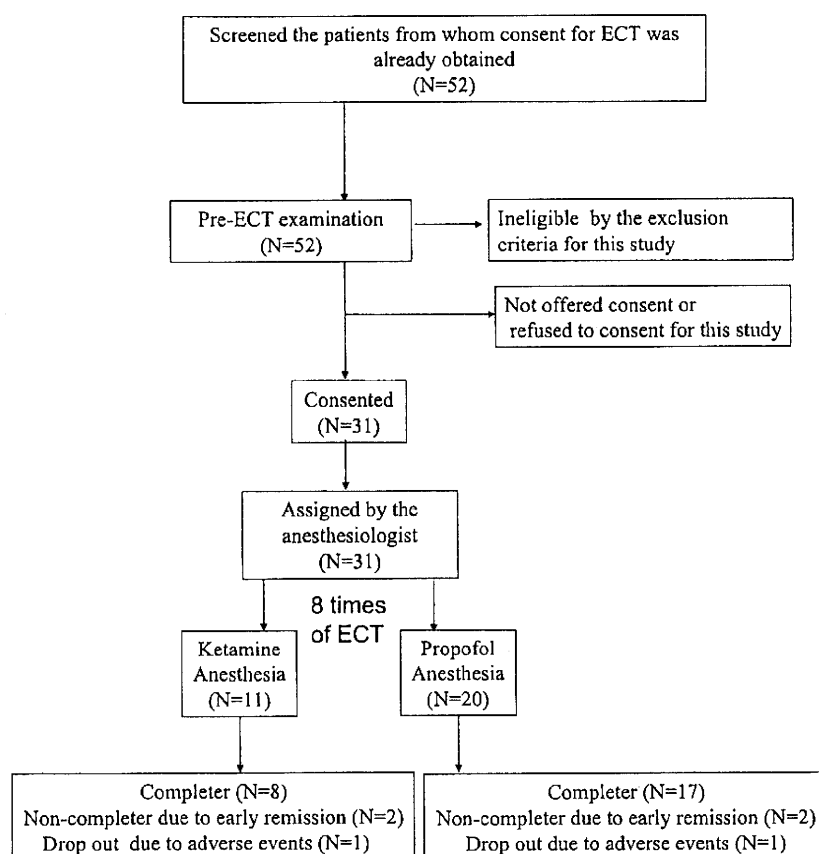 Screened the patients from whom consent for ECT was
already obtained
(N=52)
Pre-ECT examination
(N=52)
Ineligible by the exclusion
criteria for this study
Not offered consent or
refused to consent for this study
Consented
(N=31)
Assigned by the
anesthesiologist
(N=31)
8 times
of ECT
Ketamine
Anesthesia
(N=11)
Propofol
Anesthesia
(N=20)
Completer (N=8)
Non-completer due to early remission (N=2)
Drop out due to adverse events (N=1)
Completer (N=17)
Non-completer due to early remission (N=2)
Drop out due to adverse events (N=1)